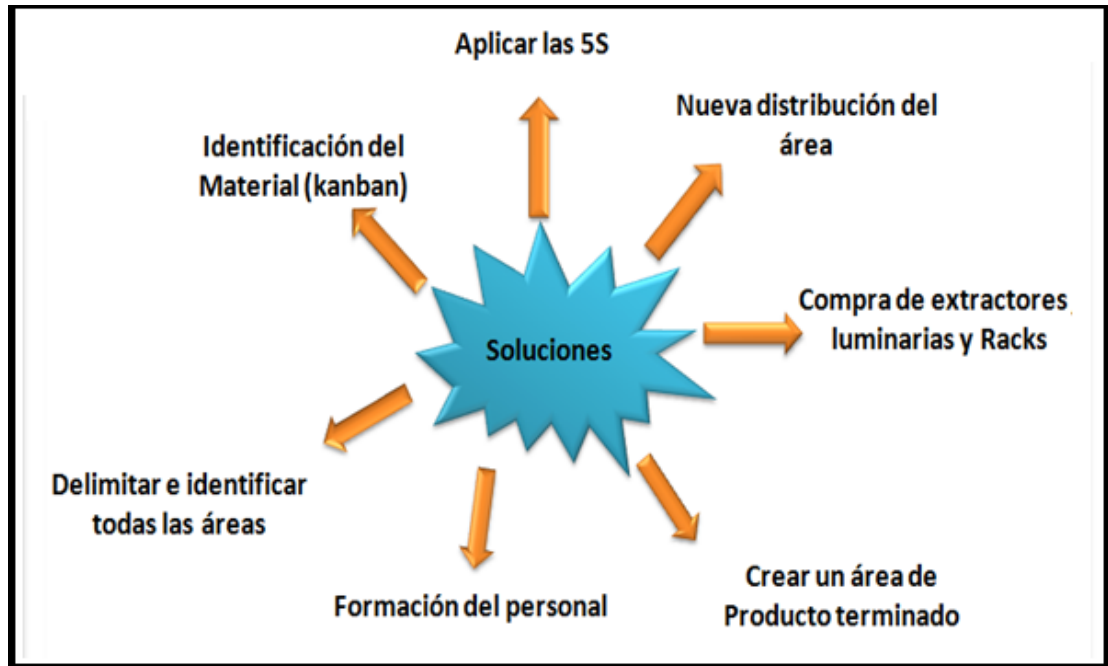 Aplicar las 5S
Nueva distribución del
área
Identificación del
Material (kanban)
Compra de extractores
luminarias y Racks
Soluciones
Delimitar e identificar
todas las áreas
Formación del personal
Crear un área de
Producto terminado